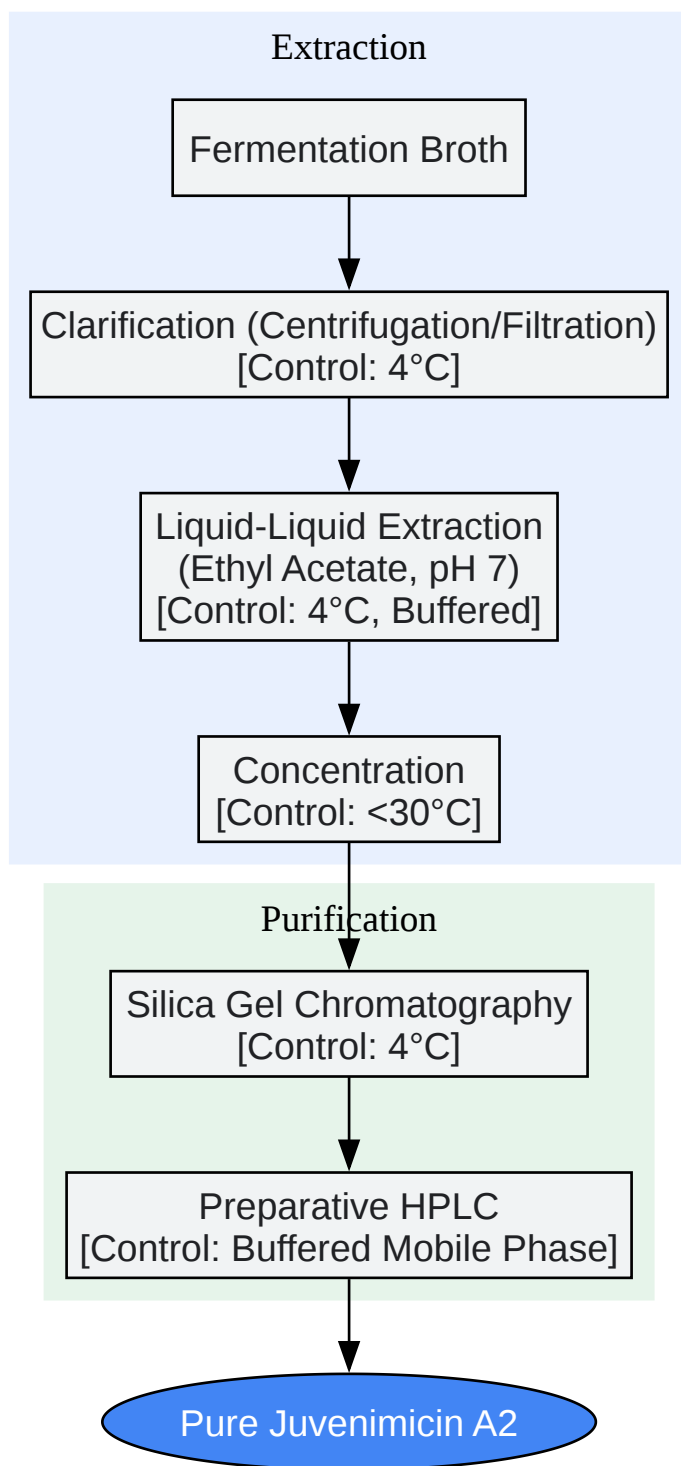 Extraction
Fermentation Broth
Clarification (Centrifugation/Filtration)
[Control: 4°C]
Liquid-Liquid Extraction
(Ethyl Acetate, pH 7)
[Control: 4°C, Buffered]
Concentration
[Control: <30°C]
Purification
Silica Gel Chromatography
[Control: 4°C]
Preparative HPLC
[Control: Buffered Mobile Phase]
Pure Juvenimicin A2